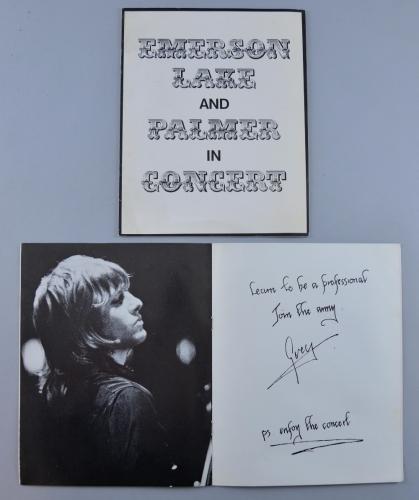 EMERSON
LAKE
AND
PALMER
IN
CONCERT
Learn to be a professional
Join the army
Greg
PS enjoy the concert